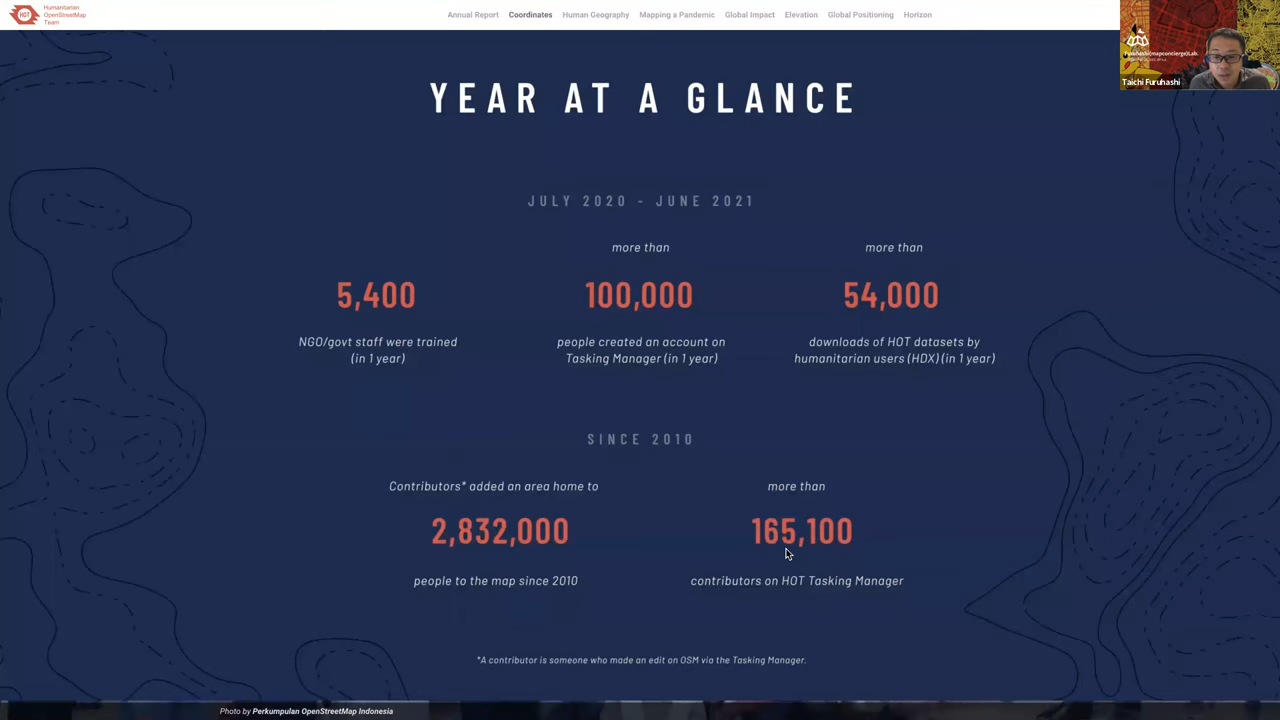 Humanitarian
OpenStreetMap
Team
HOT
Annual Report Coordinates Human Geography Mapping a Pandemic Global Impact Elevation Global Positioning Horizon
Taichi Furuhashi
YEAR AT A GLANCE
JULY 2020 - JUNE 2021
more than
more than
5,400
100,000
54,000
NGO/govt staff were trained
(in 1 year)
people created an account on
Tasking Manager (in 1 year)
downloads of HOT datasets by
humanitarian users (HDX) (in 1 year)
SINCE 2010
Contributors* added an area home to
more than
2,832,000
165,100
people to the map since 2010
contributors on HOT Tasking Manager
*A contributor is someone who made an edit on OSM via the Tasking Manager.
Photo by Perkumpulan OpenStreetMap Indonesia